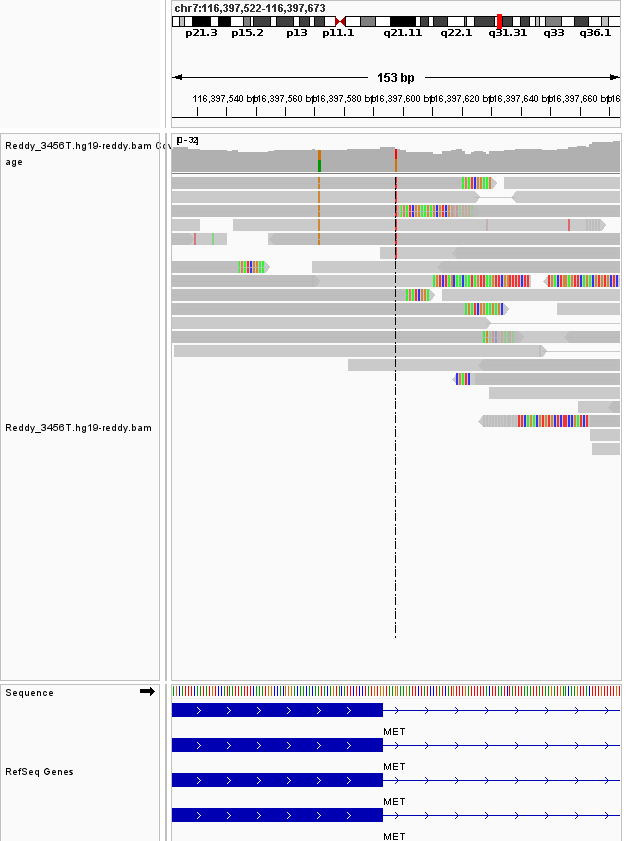 chr7:116,397,522-116,397,673
p21.3 p15.2 p13 p11.1 q21.11 q22.1 q31.31 q33 q36.1
153 bp
116,397,540 bp 116,397,560 bp 116,397,580 bp 116,397,600 bp 116,397,620 bp 116,397,640 bp 116,397,660 bp
Reddy_3456T.hg19-reddy.bam Cov
age
[0 - 32]
Reddy_3456T.hg19-reddy.bam
Sequence
MET
MET
RefSeq Genes
MET
MET